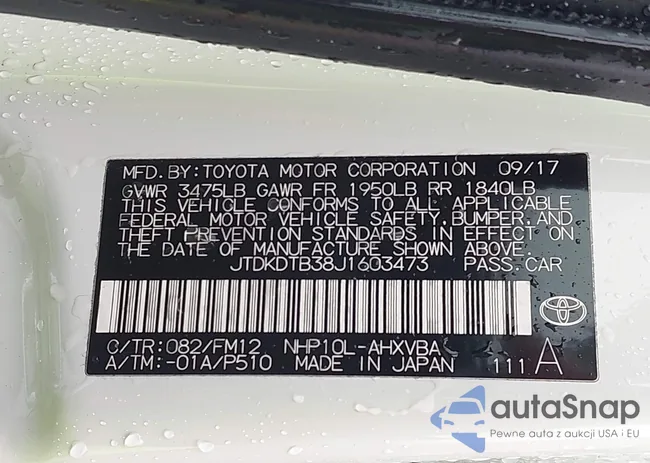 MFD.BY:TOYOTA MOTOR CORPORATION 09/17
GVWR 3475LB GAWR FR 1950LB RR 1840LB
THIS VEHICLE CONFORMS TO ALL APPLICABLE
FEDERAL MOTOR VEHICLE SAFETY,BUMPER,AND
THEFT PREVENTION STANDARDS IN EFFECT ON
THE DATE OF MANUFACTURE SHOWN ABOVE.
JTDKDTB38J1603473 PASS.CAR
C/TR:082/FM12 NHP10L-AHXVBA
A/TM:-01A/P510 MADE IN JAPAN 111 A
autaSnap
Pewne auta z aukcji USA i EU